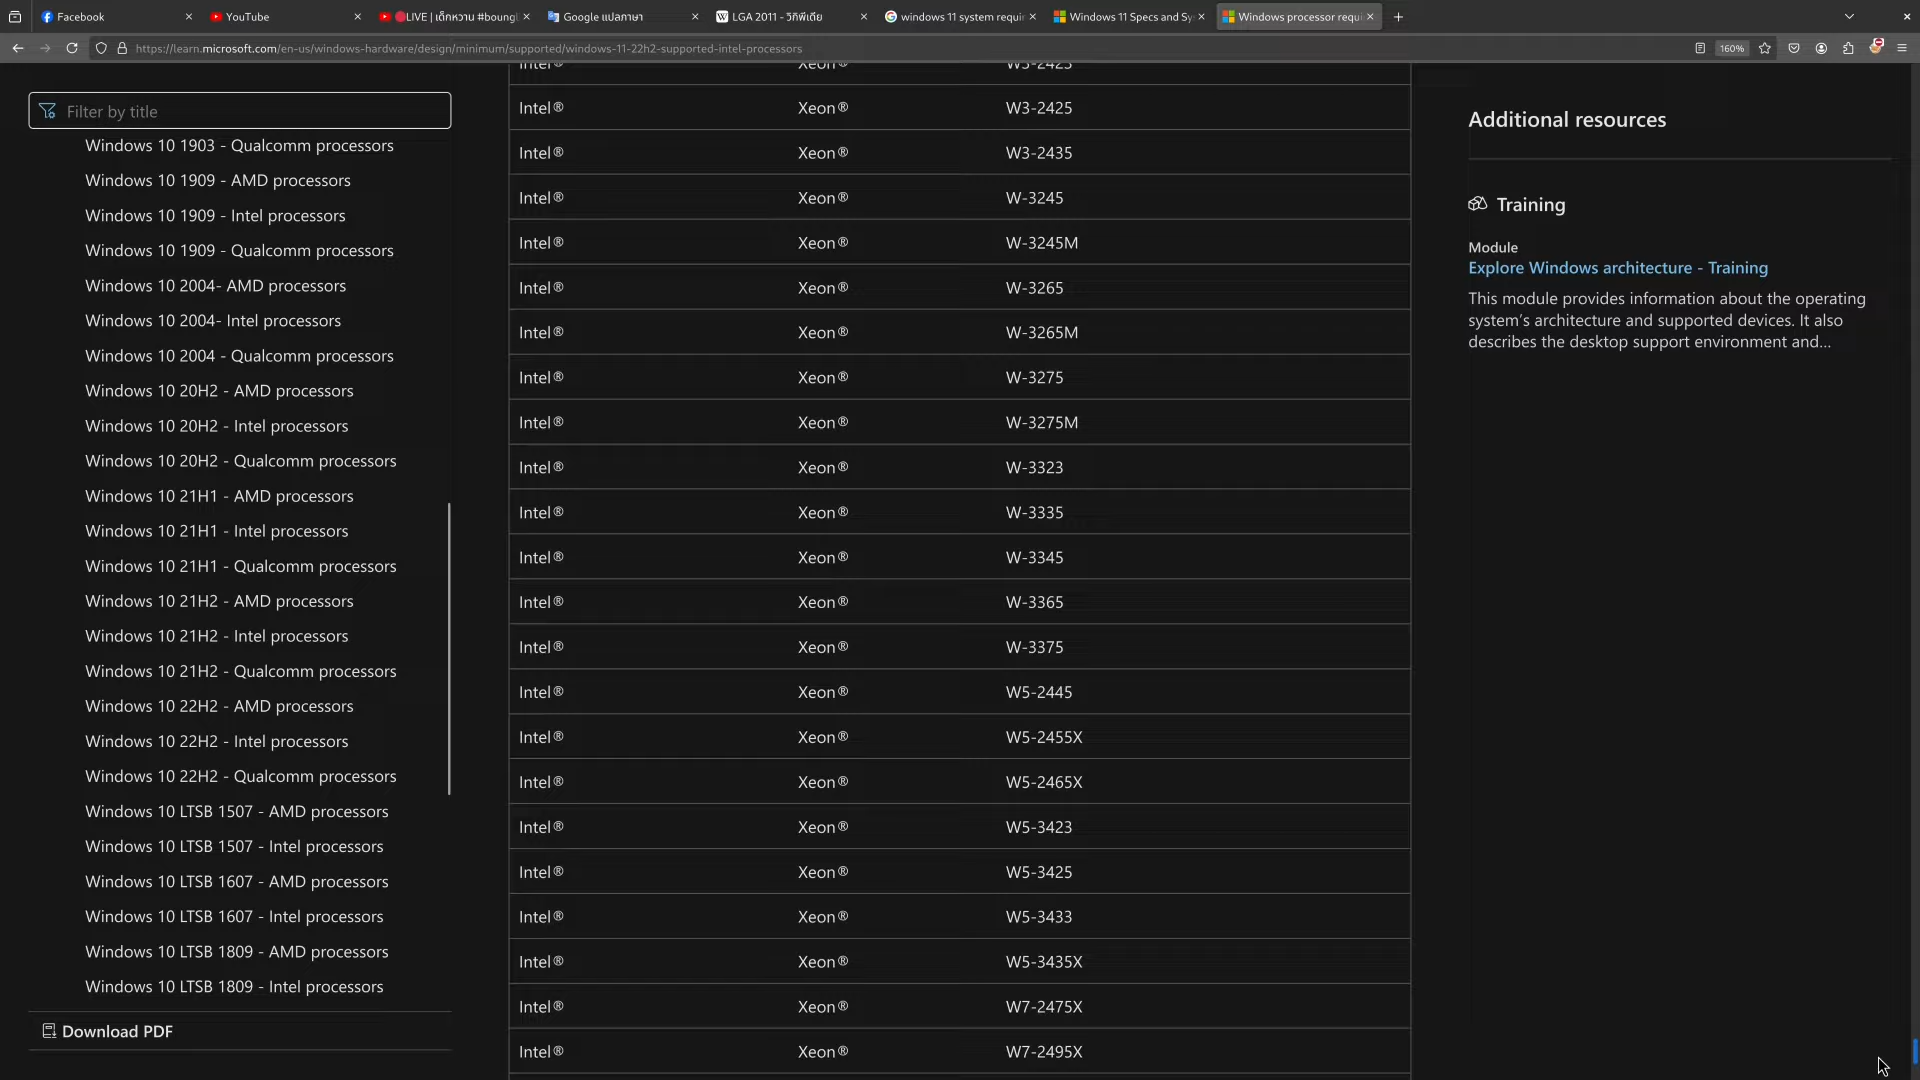 Facebook
YouTube
LIVE | เด็กหวาน #boungl
Google แปลภาษา
LGA 2011 - วิกิพีเดีย
windows 11 system requir
Windows 11 Specs and Sy
Windows processor requi
https://learn.microsoft.com/en-us/windows-hardware/design/minimum/supported/windows-11-22h2-supported-intel-processors
160%
Filter by title
Windows 10 1903 - Qualcomm processors
Windows 10 1909 - AMD processors
Windows 10 1909 - Intel processors
Windows 10 1909 - Qualcomm processors
Windows 10 2004- AMD processors
Windows 10 2004- Intel processors
Windows 10 2004 - Qualcomm processors
Windows 10 20H2 - AMD processors
Windows 10 20H2 - Intel processors
Windows 10 20H2 - Qualcomm processors
Windows 10 21H1 - AMD processors
Windows 10 21H1 - Intel processors
Windows 10 21H1 - Qualcomm processors
Windows 10 21H2 - AMD processors
Windows 10 21H2 - Intel processors
Windows 10 21H2 - Qualcomm processors
Windows 10 22H2 - AMD processors
Windows 10 22H2 - Intel processors
Windows 10 22H2 - Qualcomm processors
Windows 10 LTSB 1507 - AMD processors
Windows 10 LTSB 1507 - Intel processors
Windows 10 LTSB 1607 - AMD processors
Windows 10 LTSB 1607 - Intel processors
Windows 10 LTSB 1809 - AMD processors
Windows 10 LTSB 1809 - Intel processors
Download PDF
Intel® Xeon® W3-2423
Intel® Xeon® W3-2425
Intel® Xeon® W3-2435
Intel® Xeon® W-3245
Intel® Xeon® W-3245M
Intel® Xeon® W-3265
Intel® Xeon® W-3265M
Intel® Xeon® W-3275
Intel® Xeon® W-3275M
Intel® Xeon® W-3323
Intel® Xeon® W-3335
Intel® Xeon® W-3345
Intel® Xeon® W-3365
Intel® Xeon® W-3375
Intel® Xeon® W5-2445
Intel® Xeon® W5-2455X
Intel® Xeon® W5-2465X
Intel® Xeon® W5-3423
Intel® Xeon® W5-3425
Intel® Xeon® W5-3433
Intel® Xeon® W5-3435X
Intel® Xeon® W7-2475X
Intel® Xeon® W7-2495X
Additional resources
Training
Module
Explore Windows architecture - Training
This module provides information about the operating
system's architecture and supported devices. It also
describes the desktop support environment and...